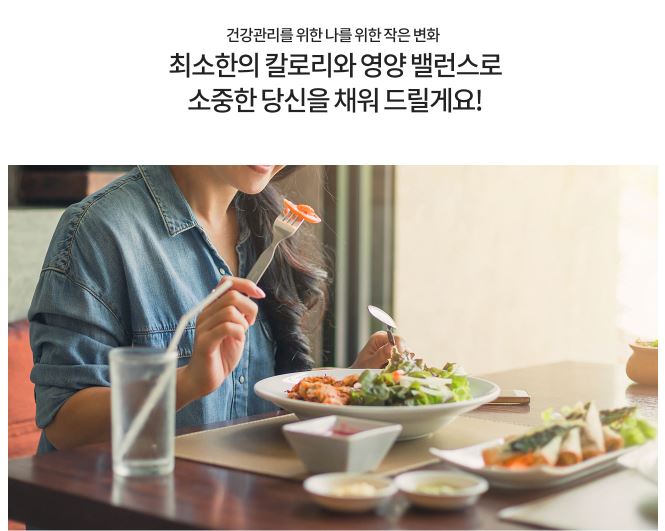 건강관리를 위한 나를 위한 작은 변화
최소한의 칼로리와 영양 밸런스로
소중한 당신을 채워 드릴게요!